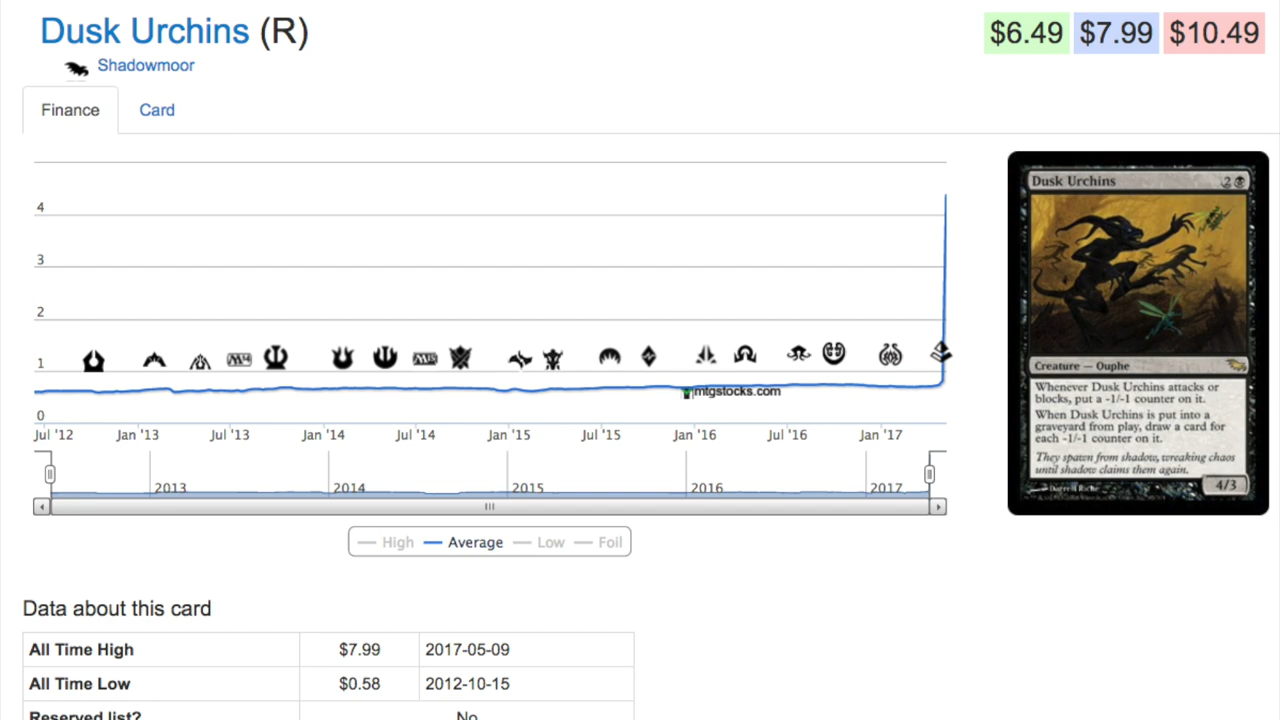 Dusk Urchins (R)
$6.49 $7.99 $10.49
Shadowmoor
Finance Card
4
3
2
1
0
mtgstocks.com
Jul '12 Jan '13 Jul '13 Jan '14 Jul '14 Jan '15 Jul '15 Jan '16 Jul '16 Jan '17
2013 2014 2015 2016 2017
High Average Low Foil
Dusk Urchins 2
Creature — Ouphe
Whenever Dusk Urchins attacks or
blocks, put a -1/-1 counter on it.
When Dusk Urchins is put into a
graveyard from play, draw a card for
each -1/-1 counter on it.
They spawn from shadow, wreaking chaos
until shadow claims them again.
4/3
Data about this card
All Time High $7.99 2017-05-09
All Time Low $0.58 2012-10-15
Reserved list? No